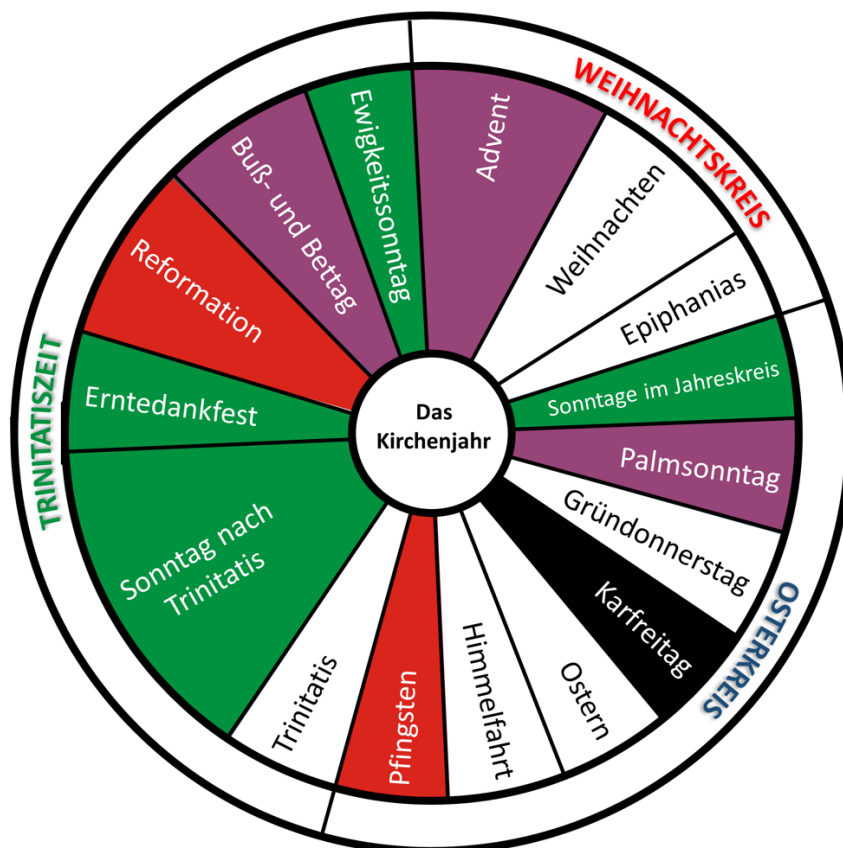 Das
Kirchenjahr
WEIHNACHTSKREIS
Advent
Weihnachten
Epiphanias
OSTERKREIS
Sonntage im Jahreskreis
Palmsonntag
Gründonnerstag
Karfreitag
Ostern
Himmelfahrt
Pfingsten
TRINITATISZEIT
Trinitatis
Sonntag nach
Trinitatis
Erntedankfest
Reformation
Buß- und Bettag
Ewigkeitssonntag